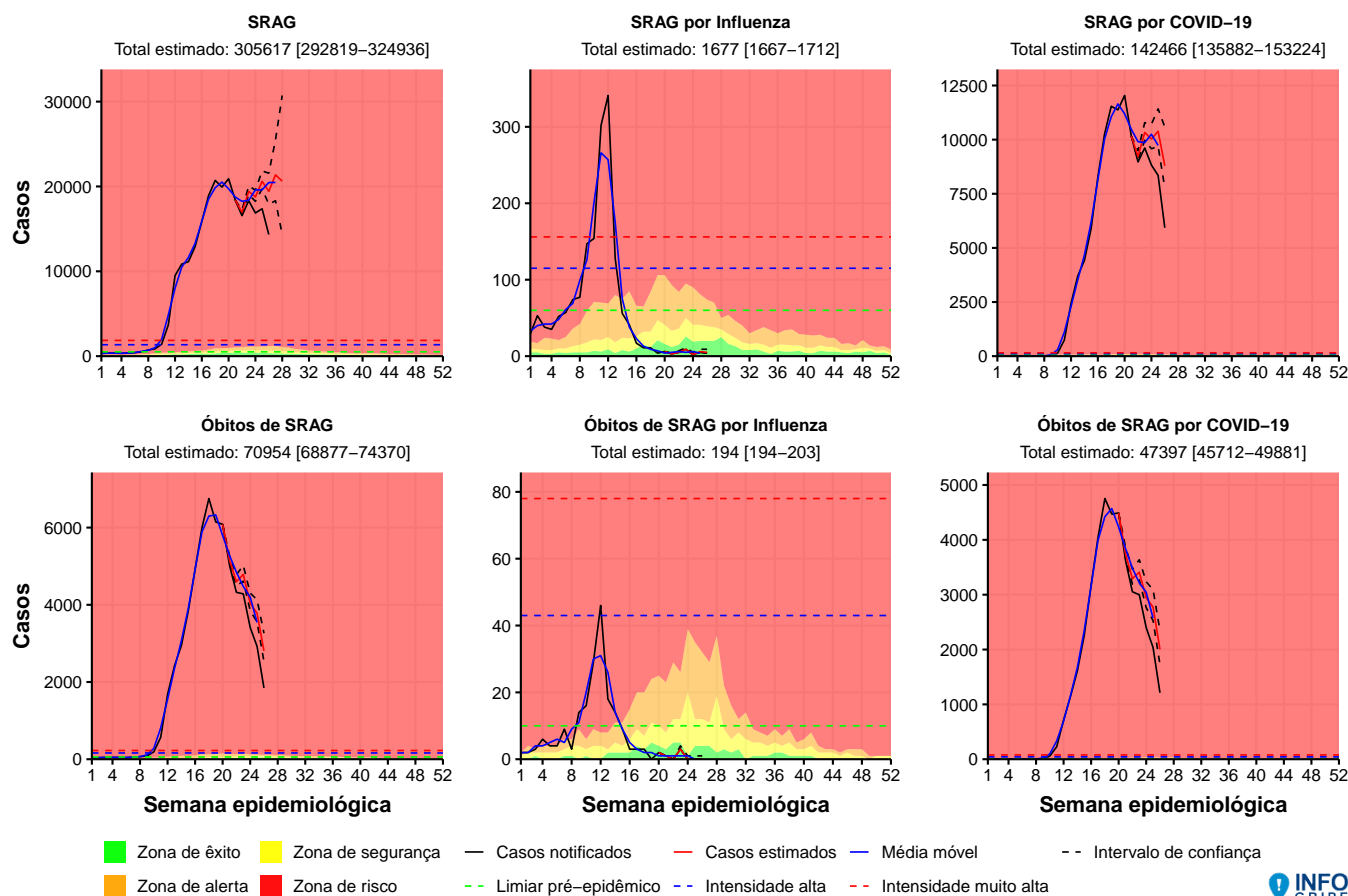 SRAG
Total estimado: 305617 [292819−324936]
SRAG por Influenza
Total estimado: 1677 [1667−1712]
SRAG por COVID−19
Total estimado: 142466 [135882−153224]
Casos
30000
20000
10000
0
1 4 8 12 16 20 24 28 32 36 40 44 48 52
300
200
100
0
1 4 8 12 16 20 24 28 32 36 40 44 48 52
12500
10000
7500
5000
2500
0
1 4 8 12 16 20 24 28 32 36 40 44 48 52
Óbitos de SRAG
Total estimado: 70954 [68877−74370]
Óbitos de SRAG por Influenza
Total estimado: 194 [194−203]
Óbitos de SRAG por COVID−19
Total estimado: 47397 [45712−49881]
Casos
6000
4000
2000
0
1 4 8 12 16 20 24 28 32 36 40 44 48 52
Semana epidemiológica
80
60
40
20
0
1 4 8 12 16 20 24 28 32 36 40 44 48 52
Semana epidemiológica
5000
4000
3000
2000
1000
0
1 4 8 12 16 20 24 28 32 36 40 44 48 52
Semana epidemiológica
Zona de êxito Zona de segurança Casos notificados Casos estimados Média móvel Intervalo de confiança
Zona de alerta Zona de risco Limiar pré−epidêmico Intensidade alta Intensidade muito alta
INFO
GRIPE